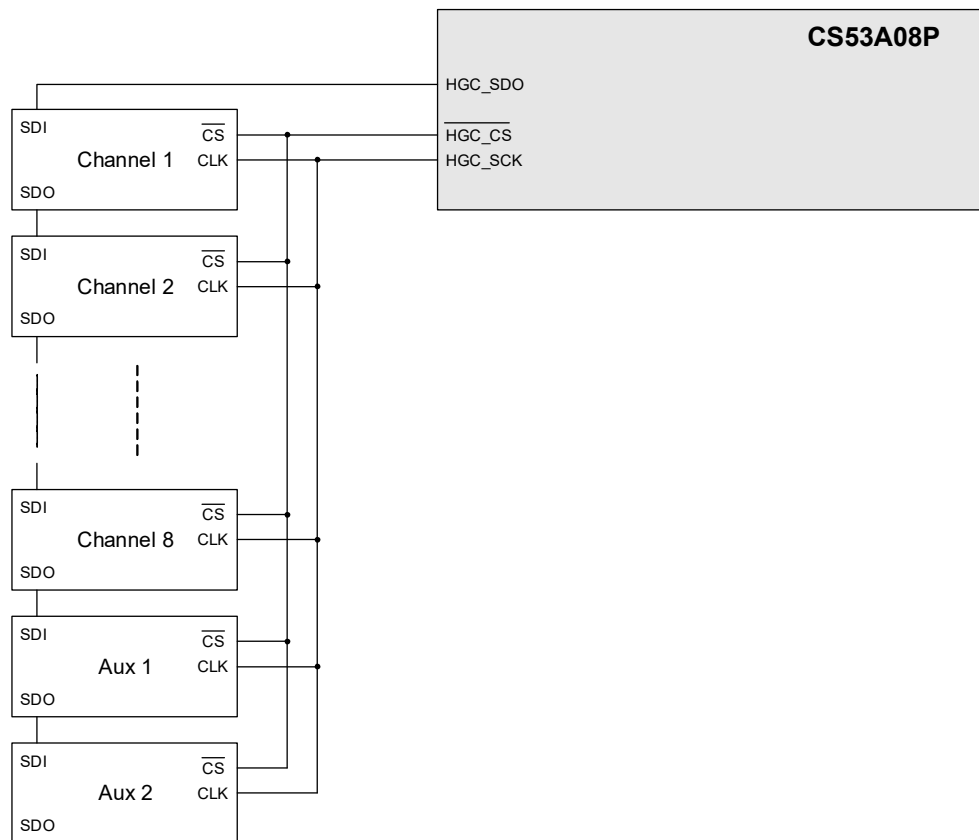 CS53A08P
HGC_SDO
HGC_CS
HGC_SCK
SDI
CS
Channel 1
CLK
SDO
SDI
CS
Channel 2
CLK
SDO
SDI
CS
Channel 8
CLK
SDO
SDI
CS
Aux 1
CLK
SDO
SDI
CS
Aux 2
CLK
SDO